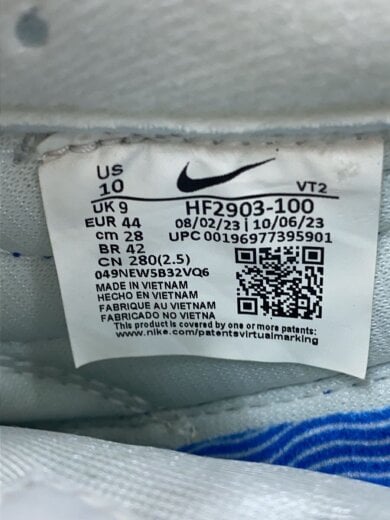 US
10
VT2
UK 9
HF2903-100
EUR 44
08/02/23 | 10/06/23
cm 28
UPC 00196977395901
BR 42
CN 280(2.5)
049NEW5B32VQ6
MADE IN VIETNAM
HECHO EN VIETNAM
FABRIQUE AU VIETNAM
FABRICADO NO VIETNA
This product is covered by one or more patents:
www.nike.com/patentsvirtualmarking